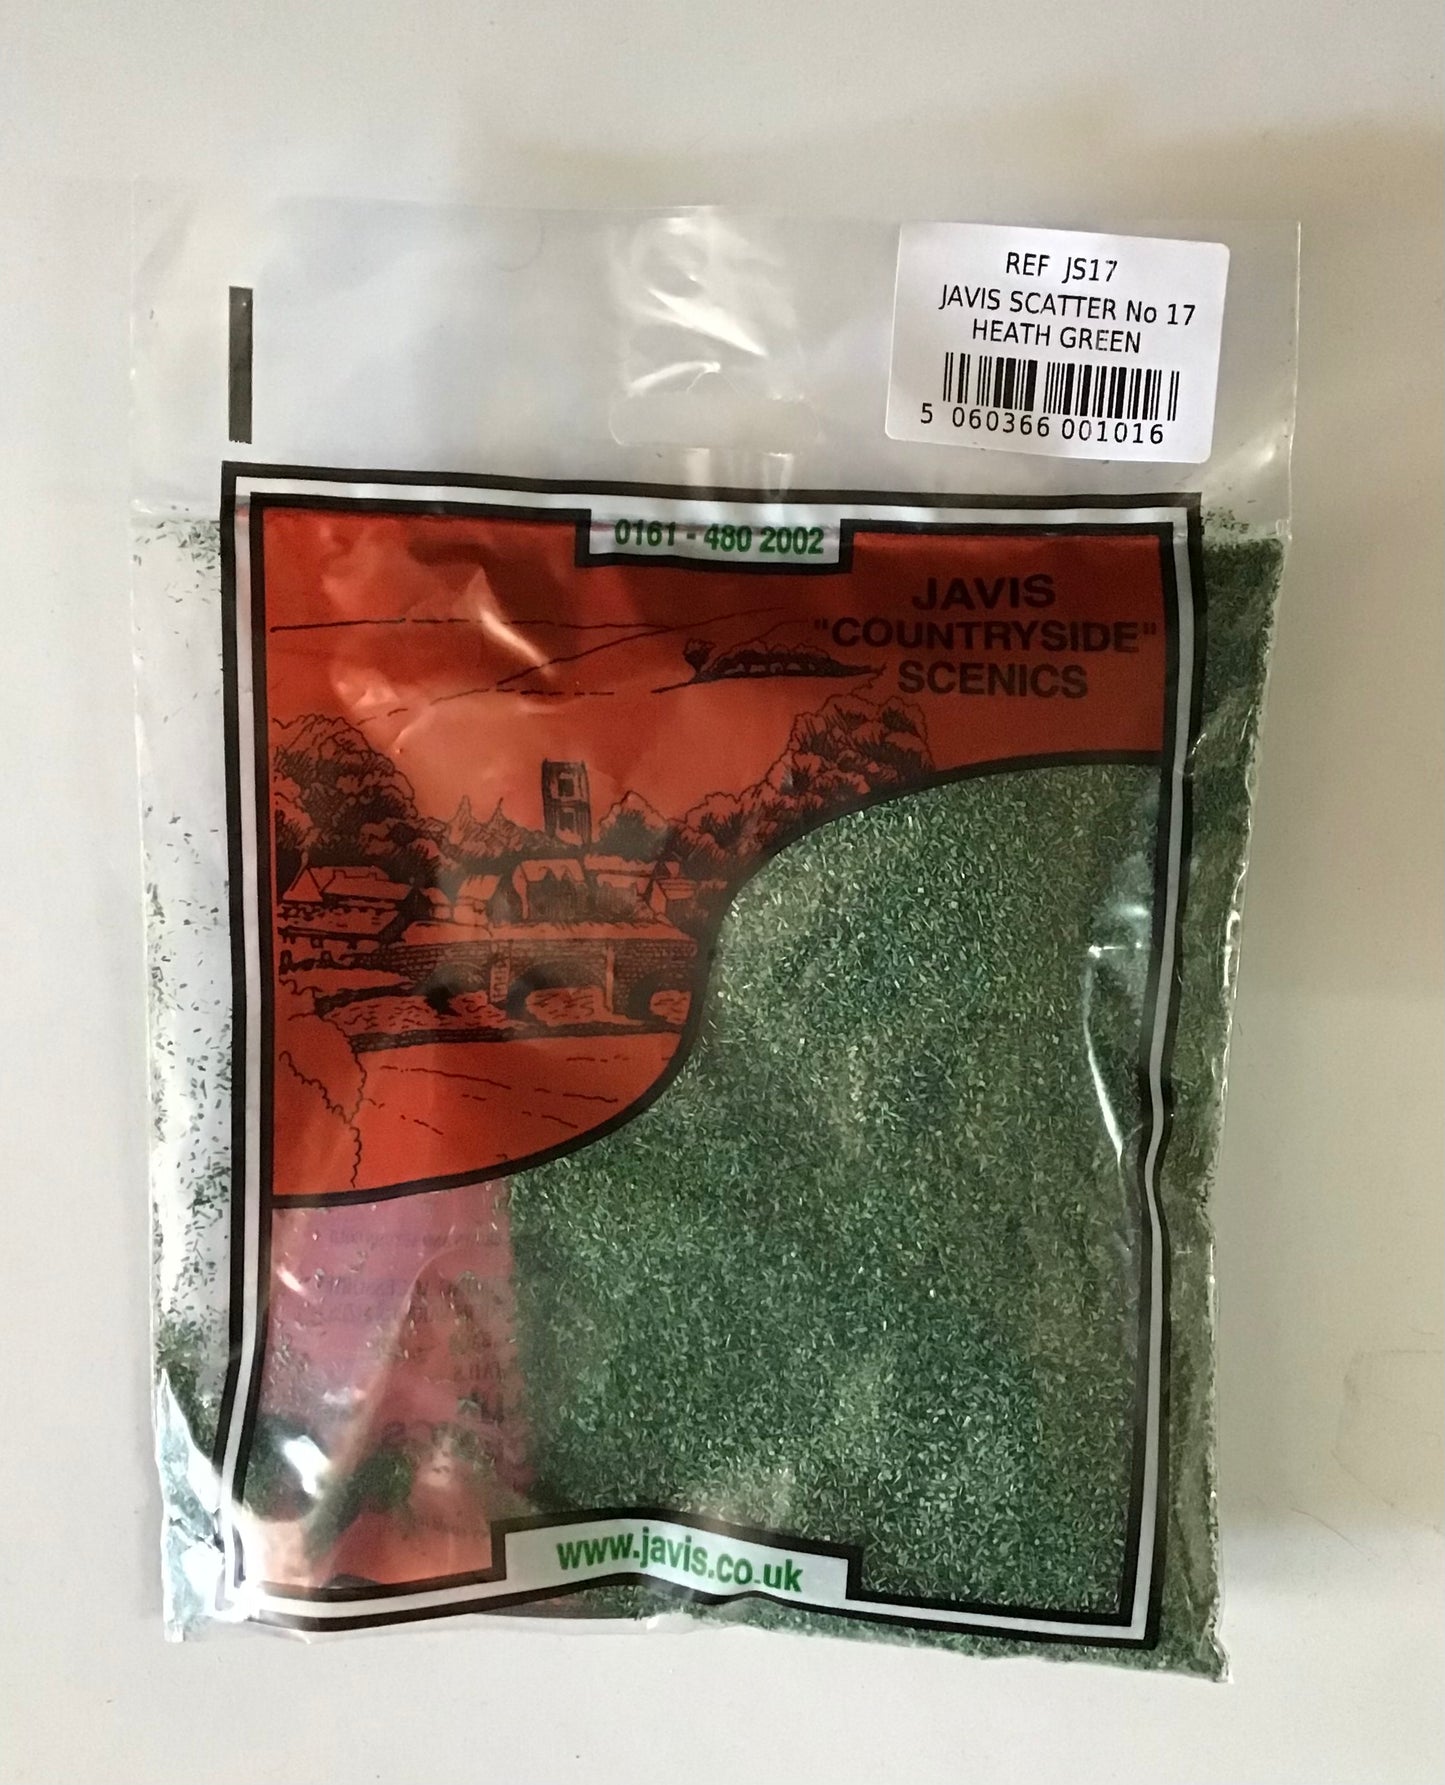 REF JS17
JAVIS SCATTER No 17
HEATH GREEN
5 060366 001016
0161 - 480 2002
JAVIS
"COUNTRYSIDE"
SCENICS
www.javis.co.uk